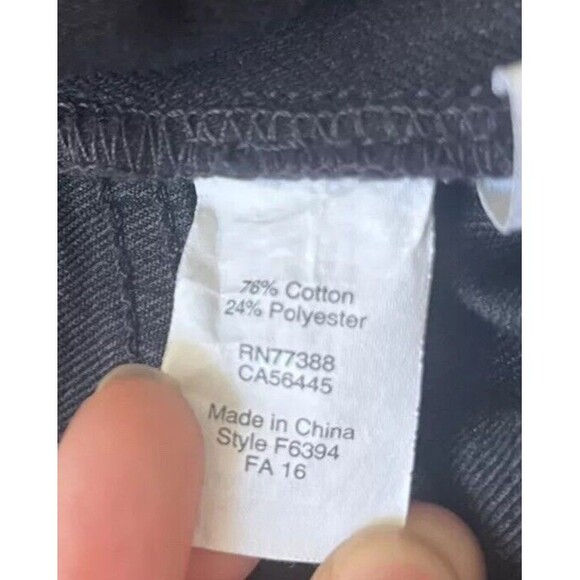 76% Cotton
24% Polyester
RN77388
CA56445
Made in China
Style F6394
FA 16